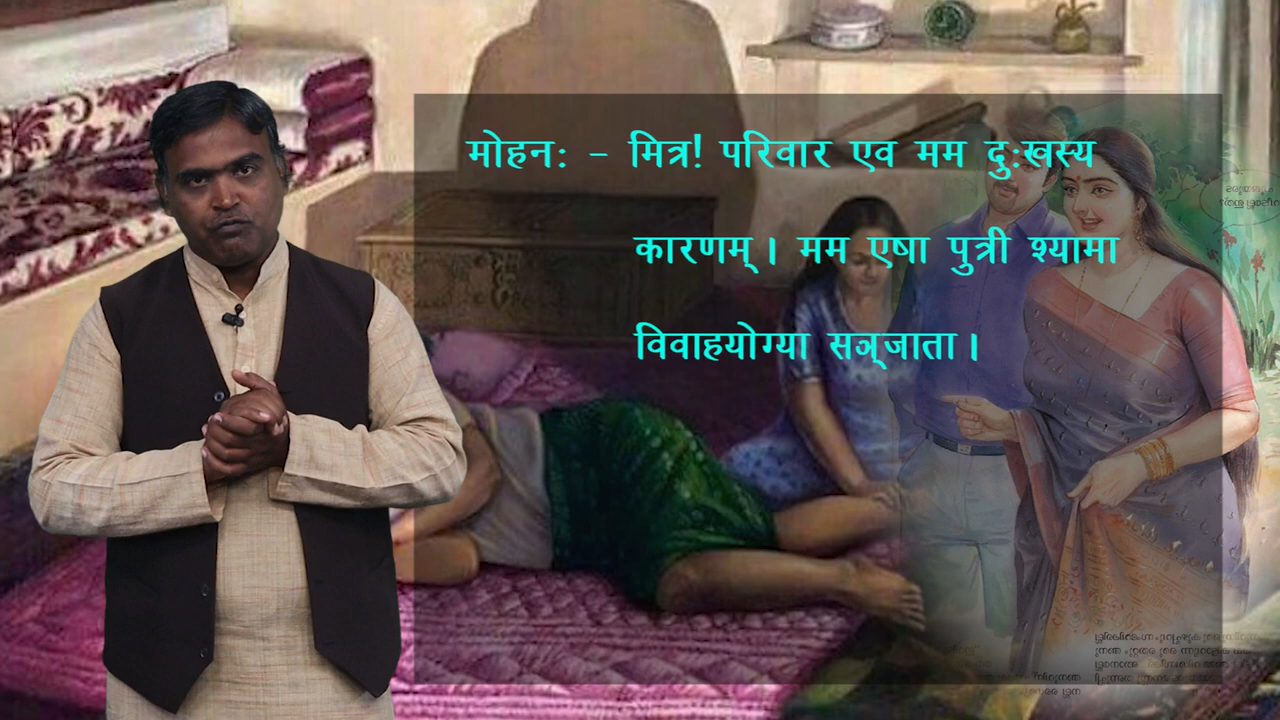 मोहनः - मित्र! परिवार एव मम दुःखस्य
कारणम्। मम एषा पुत्री श्यामा
विवाहयोग्या सञ्जाता।